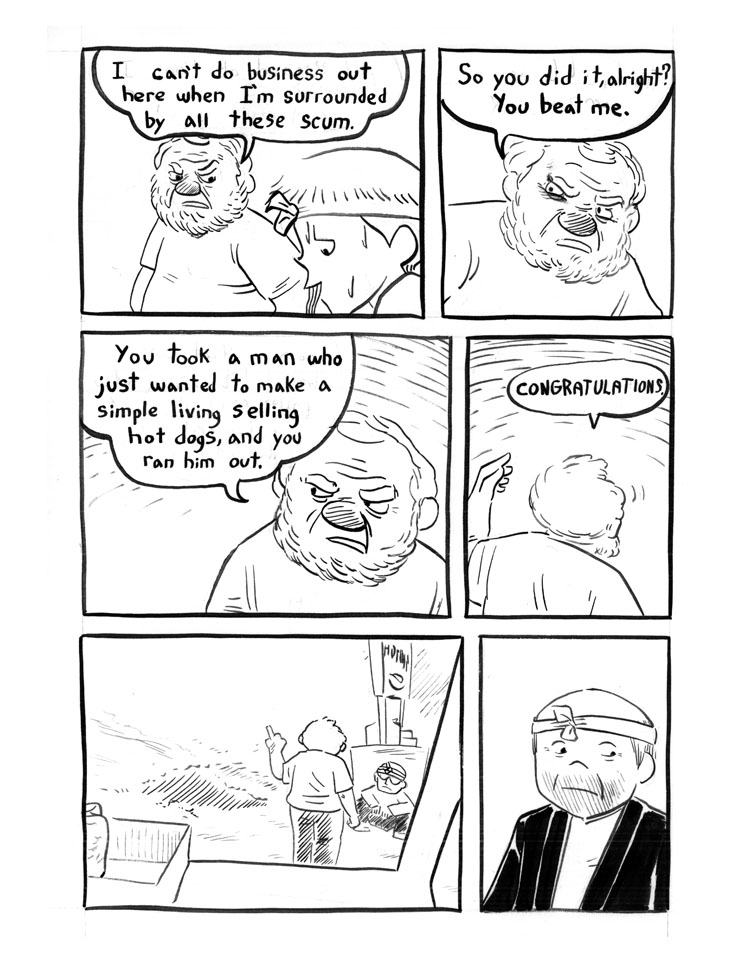 I can't do business out
here when I'm surrounded
by all these scum.
So you did it, alright?
You beat me.
You took a man who
just wanted to make a
simple living selling
hot dogs, and you
ran him out.
CONGRATULATIONS.